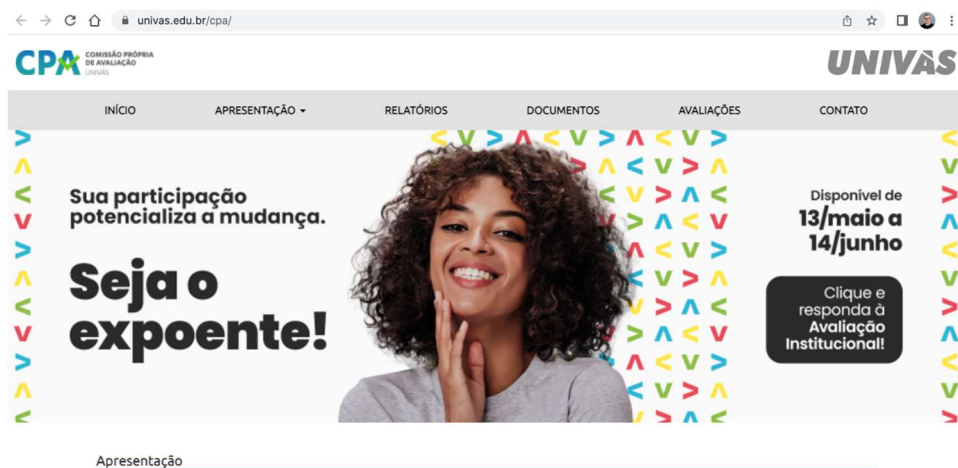 univas.edu.br/cpa/
CPA COMISSÃO PRÓPRIA
DE AVALIAÇÃO
UNIVÁS
UNIVÀS
INÍCIO APRESENTAÇÃO RELATÓRIOS DOCUMENTOS AVALIAÇÕES CONTATO
Sua participação
potencializa a mudança.
Seja o
expoente!
Disponível de
13/maio a
14/junho
Clique e
responda à
Avaliação
Institucional!
Apresentação